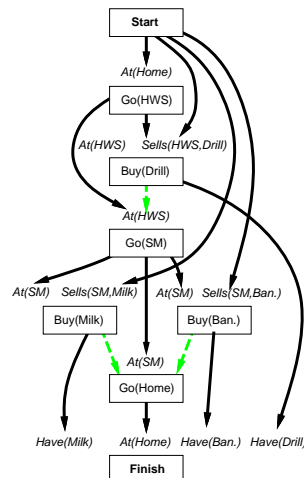 Start
At(Home)
Go(HWS)
At(HWS) Sells(HWS,Drill)
Buy(Drill)
At(HWS)
Go(SM)
At(SM) Sells(SM,Milk) At(SM) Sells(SM,Ban.)
Buy(Milk) Buy(Ban.)
At(SM)
Go(Home)
Have(Milk) At(Home) Have(Ban.) Have(Drill)
Finish